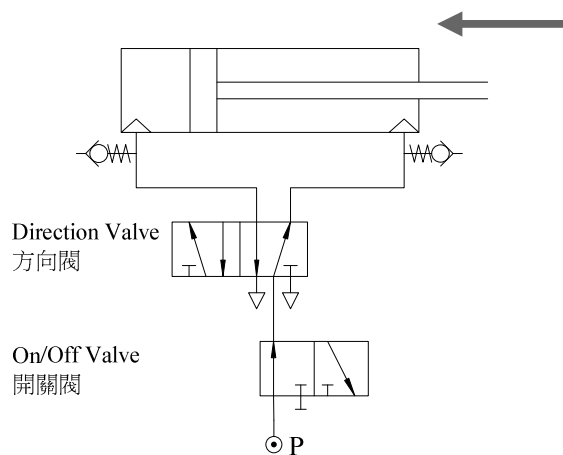 Direction Valve
方向閥
On/Off Valve
開關閥
P